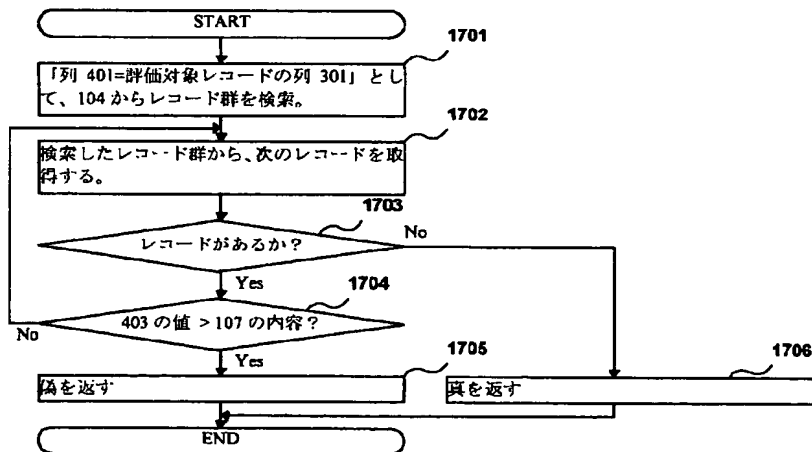 START
1701
「列 401=評価対象レコードの列 301」とし
て、104 からレコード群を検索。
1702
検索したレコード群から、次のレコードを取
得する。
1703
レコードがあるか？
No
Yes
1704
403 の値 > 107 の内容？
No
Yes
1705
偽を返す
1706
真を返す
END